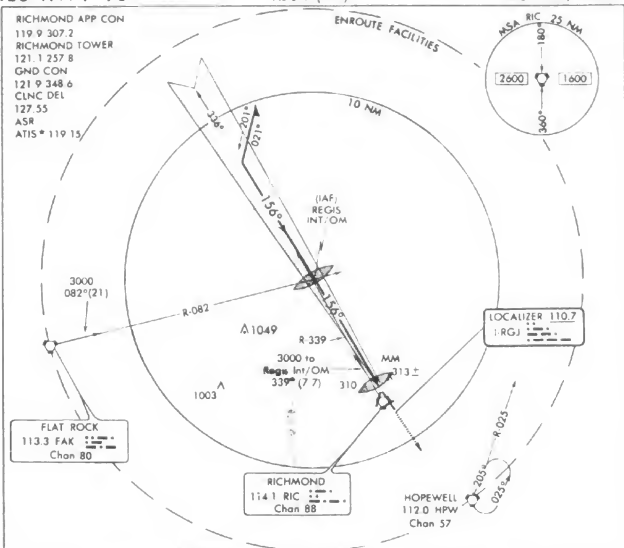 RICHMOND APP CON
119.9 307.2
RICHMOND TOWER
121.1 257.8
GND CON
121.9 348.6
CLNC DEL
127.55
ASR
ATIS * 119.15
ENROUTE FACILITIES
MSA RIC 25 NM
180°
2600
1600
360°
10 NM
336°
201°
021°
156°
(IAF)
REGIS
INT/OM
156°
3000
082°(21)
R-082
1049
R-339
3000 to
Regis Int/OM
339° (7.7)
MM
310
313±
1003
LOCALIZER 110.7
I-RGJ
FLAT ROCK
113.3 FAK
Chan 80
RICHMOND
114.1 RIC
Chan 88
R-025
205°
025°
HOPEWELL
112.0 HPW
Chan 57